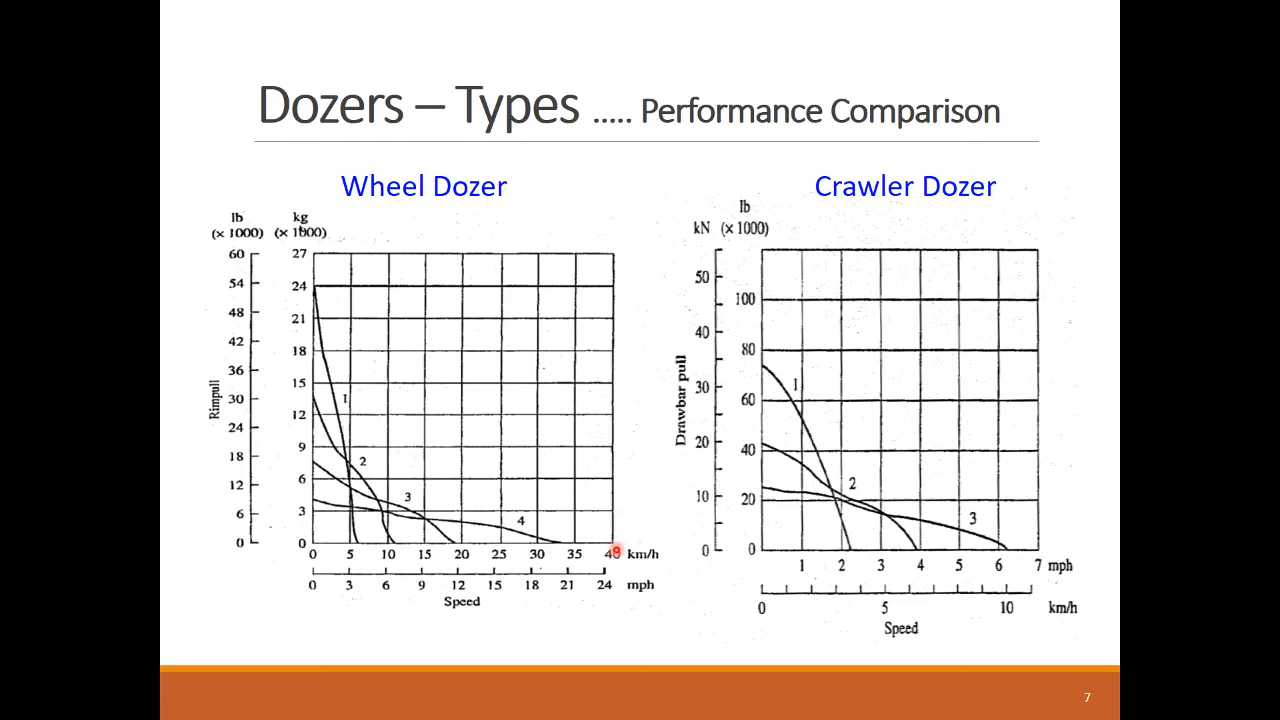 Dozers – Types ..... Performance Comparison
Wheel Dozer
Crawler Dozer
lb
(× 1000)
kg
(× 1000)
60
54
48
42
36
30
24
18
12
6
0
Rimpull
27
24
21
18
15
12
9
6
3
0
1
2
3
4
0 5 10 15 20 25 30 35 40 km/h
0 3 6 9 12 15 18 21 24 mph
Speed
lb
kN (× 1000)
50
40
30
20
10
0
Drawbar pull
100
80
60
40
20
0
1
2
3
1 2 3 4 5 6 7 mph
0 5 10 km/h
Speed
7